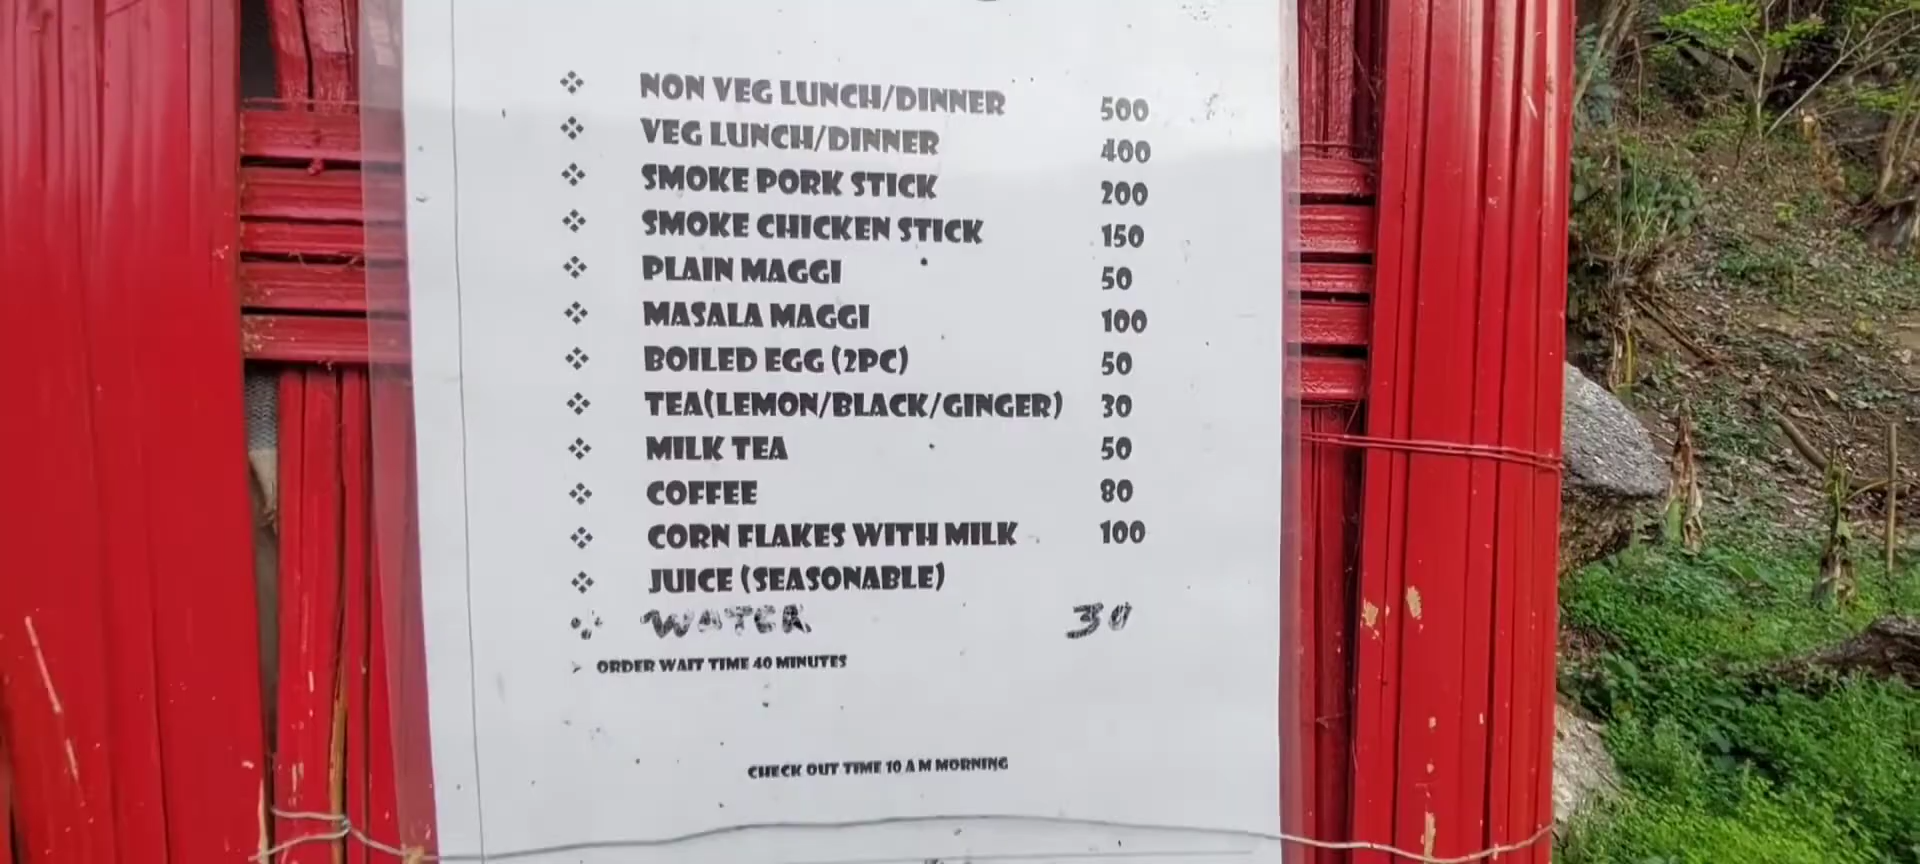 NON VEG LUNCH/DINNER 500
VEG LUNCH/DINNER 400
SMOKE PORK STICK 200
SMOKE CHICKEN STICK 150
PLAIN MAGGI 50
MASALA MAGGI 100
BOILED EGG (2PC) 50
TEA(LEMON/BLACK/GINGER) 30
MILK TEA 50
COFFEE 80
CORN FLAKES WITH MILK 100
JUICE (SEASONABLE)
WATER 30
ORDER WAIT TIME 40 MINUTES
CHECK OUT TIME 10 A M MORNING